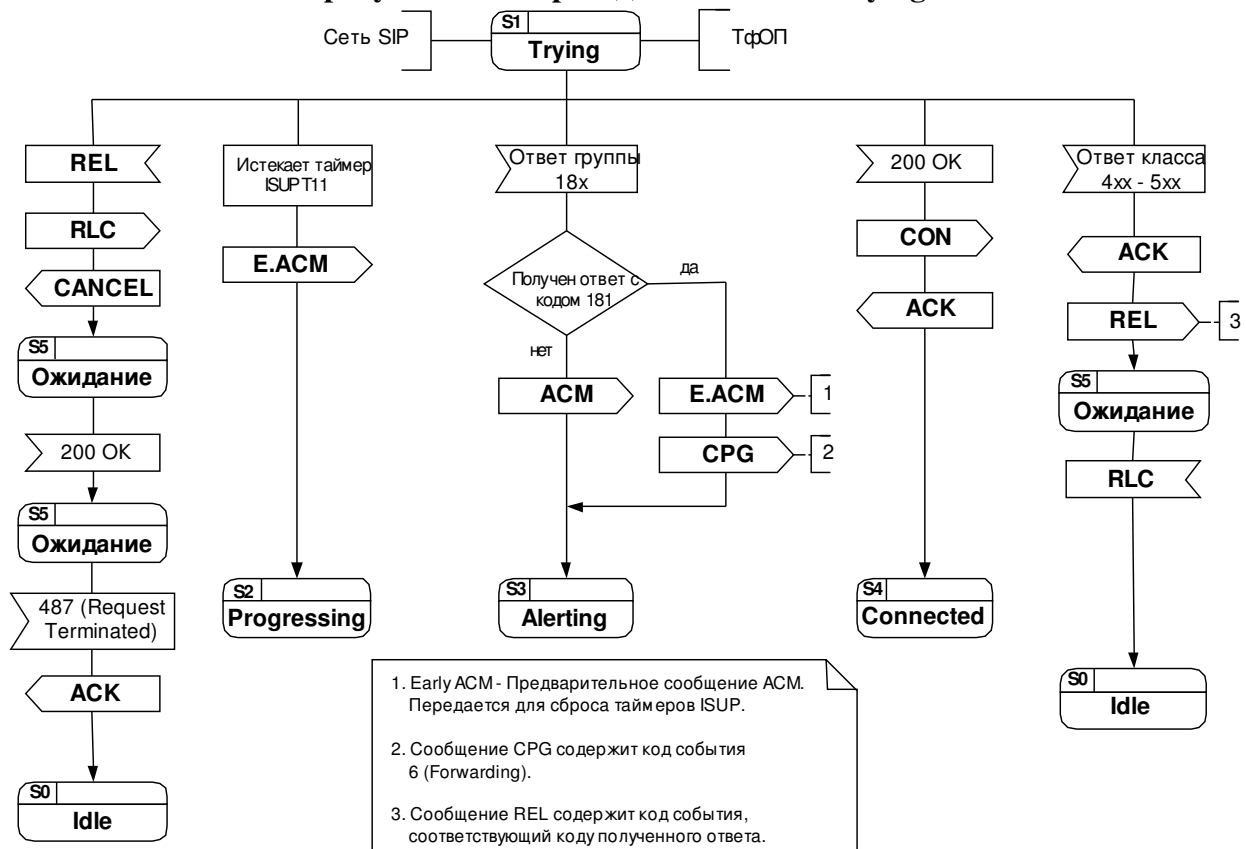 S1
Сеть SIP
Trying
ТфОП
REL
RLC
CANCEL
S5
Ожидание
200 OK
S5
Ожидание
487 (Request
Terminated)
ACK
S0
Idle
Истекает таймер
ISUP T11
E.ACM
S2
Progressing
Ответ группы
18x
Получен ответ с
кодом 181
да
нет
ACM
E.ACM
1
CPG
2
S3
Alerting
200 OK
CON
ACK
S4
Connected
Ответ класса
4xx - 5xx
ACK
REL
3
S5
Ожидание
RLC
S0
Idle
1. Early ACM - Предварительное сообщение ACM.
Передается для сброса таймеров ISUP.
2. Сообщение CPG содержит код события
6 (Forwarding).
3. Сообщение REL содержит код события,
соответствующий коду полученного ответа.